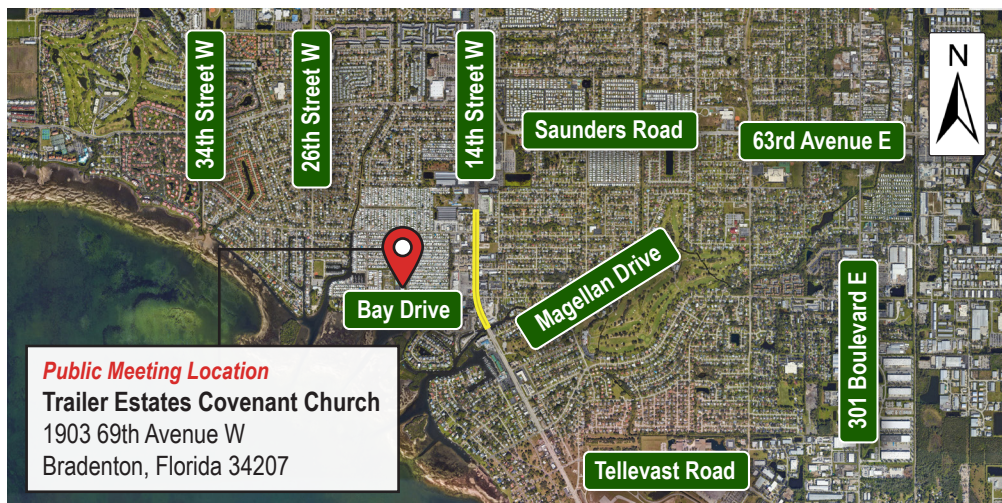 34th Street W
26th Street W
14th Street W
Saunders Road
63rd Avenue E
N
Bay Drive
Magellan Drive
301 Boulevard E
Tellevast Road
Public Meeting Location
Trailer Estates Covenant Church
1903 69th Avenue W
Bradenton, Florida 34207